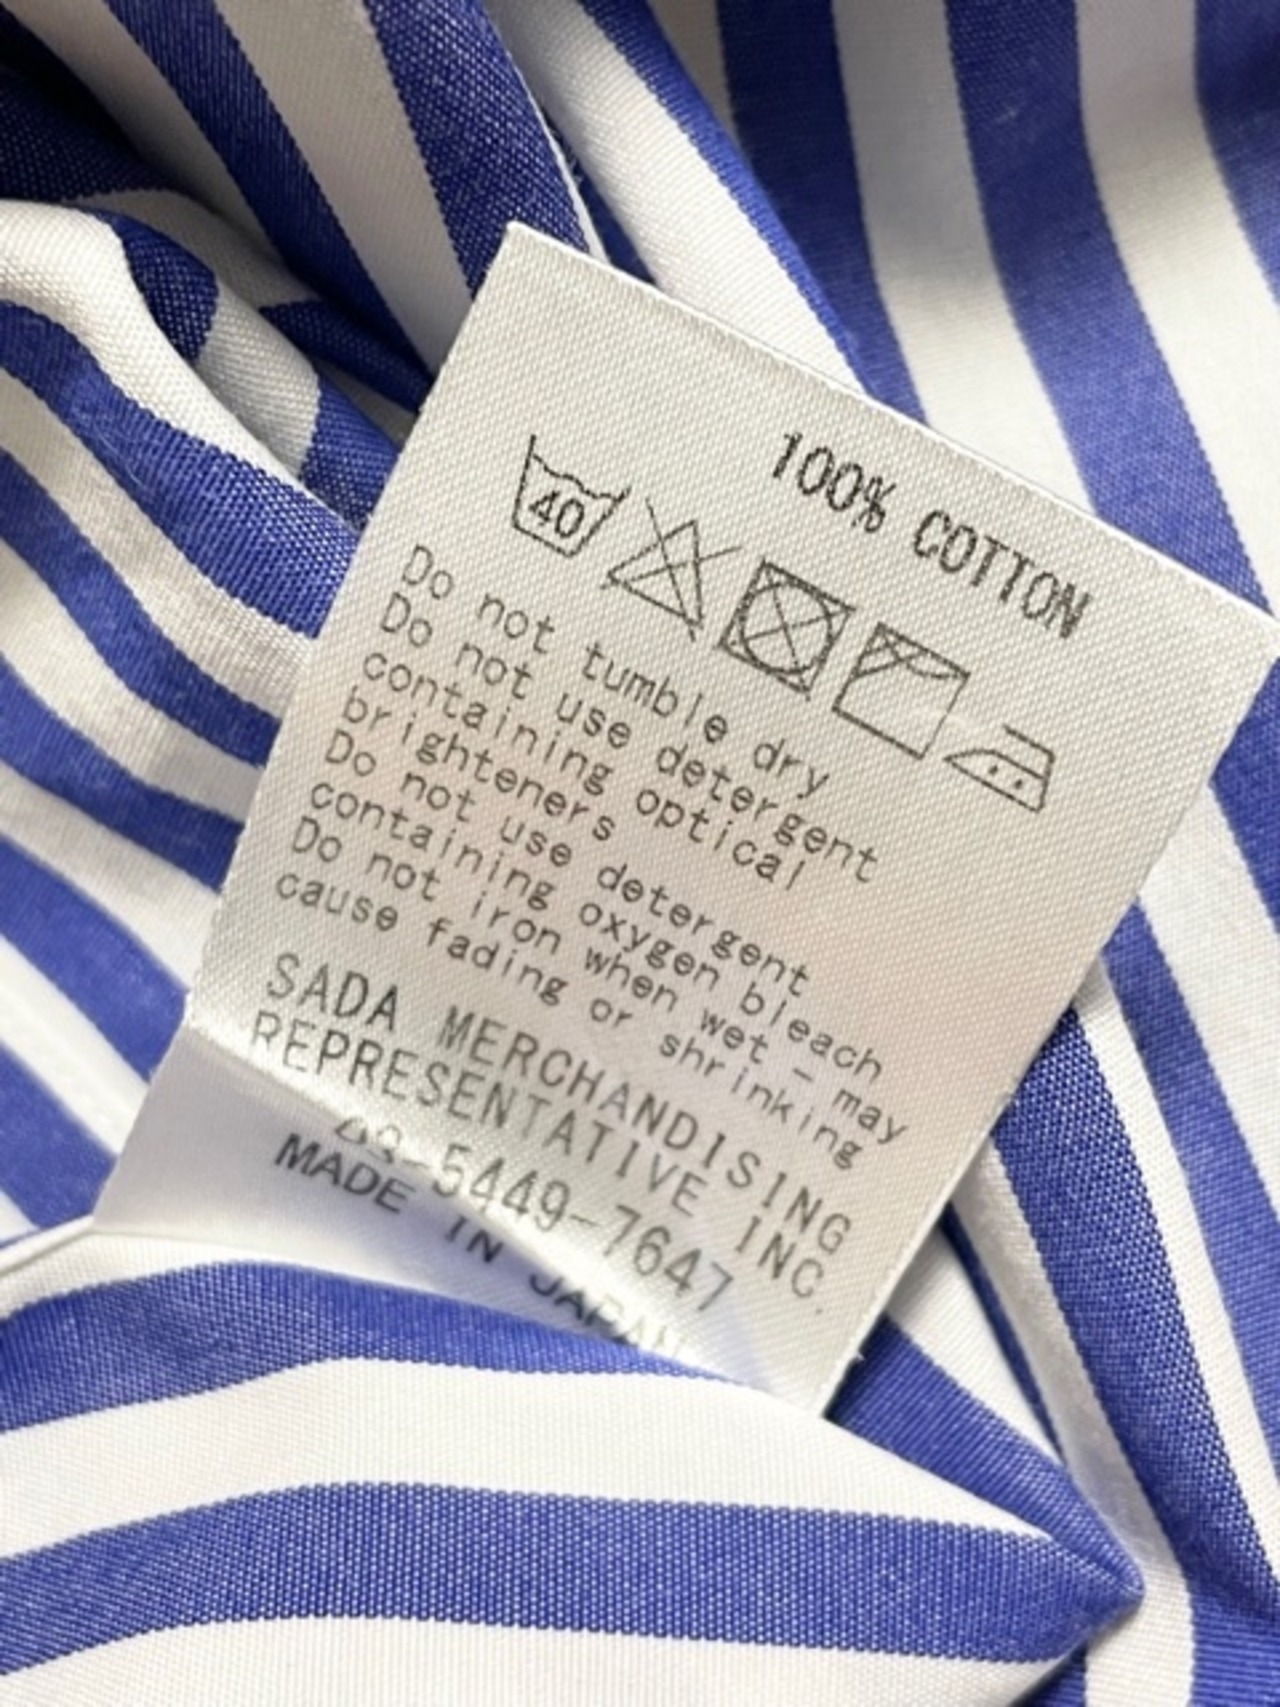 100% COTTON
40
Do not tumble dry
Do not use detergent
containing optical
brighteners
Do not use detergent
containing oxygen bleach
Do not iron when wet - may
cause fading or shrinking
SADA MERCHANDISING
REPRESENTATIVE INC.
03-5449-7647
MADE IN JAPAN